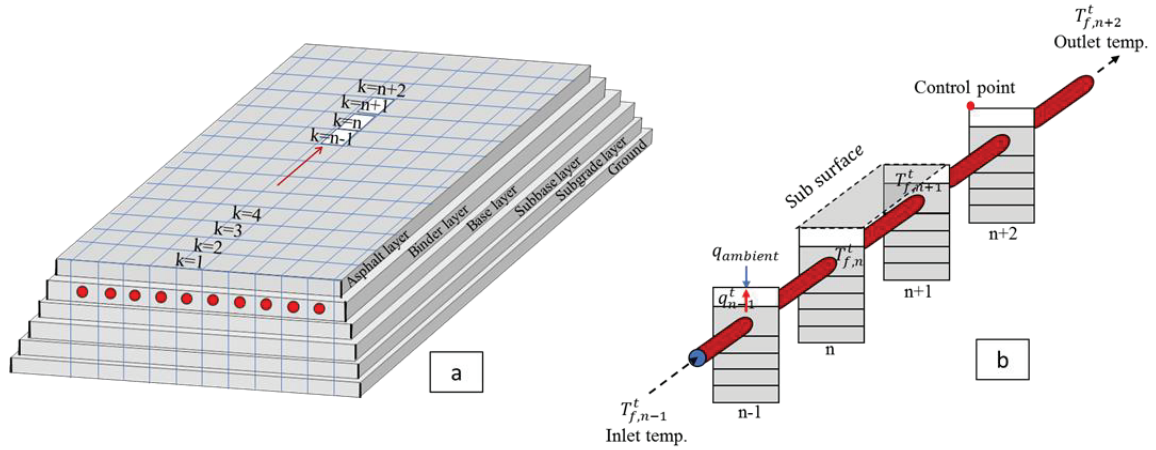 k=n+2
k=n+1
k=n
k=n-1
k=4
k=3
k=2
k=1
Asphalt layer
Binder layer
Base layer
Subbase layer
Subgrade layer
Ground
a
$T_{f,n+2}^{t}$
Outlet temp.
Control point
Sub surface
$T_{f,n+1}^{t}$
n+2
$q_{ambient}$
$T_{f,n}^{t}$
n+1
$q_{n-1}^{t}$
n
b
n-1
$T_{f,n-1}^{t}$
Inlet temp.